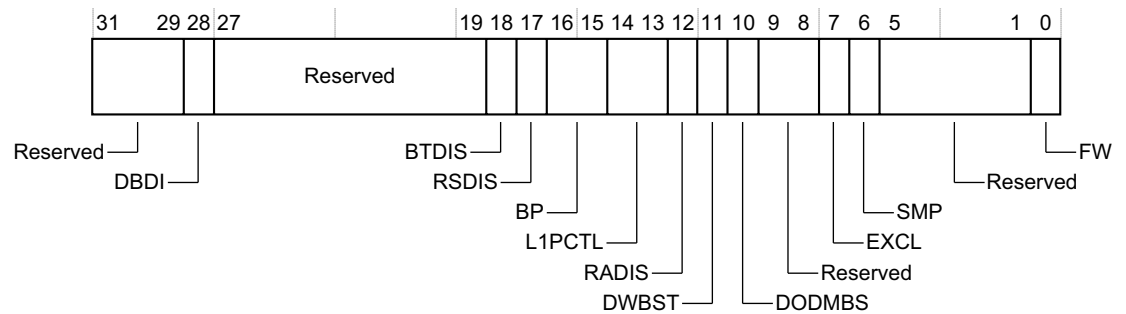 31 29 28 27 19 18 17 16 15 14 13 12 11 10 9 8 7 6 5 1 0
Reserved
Reserved BTDIS FW
DBDI RSDIS Reserved
BP SMP
L1PCTL EXCL
RADIS Reserved
DWBST DODMBS